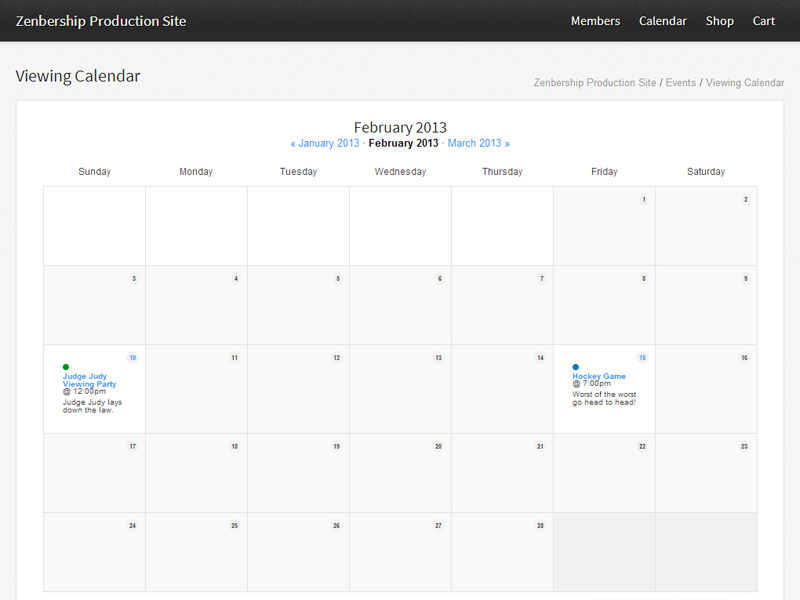 Zenbership Production Site
Members Calendar Shop Cart
Viewing Calendar
Zenbership Production Site / Events / Viewing Calendar
February 2013
« January 2013 · February 2013 · March 2013 »
Sunday Monday Tuesday Wednesday Thursday Friday Saturday
1 2
3 4 5 6 7 8 9
10 11 12 13 14 15 16
Judge Judy
Viewing Party
@ 12:00pm
Judge Judy lays
down the law.
Hockey Game
@ 7:00pm
Worst of the worst
go head to head!
17 18 19 20 21 22 23
24 25 26 27 28